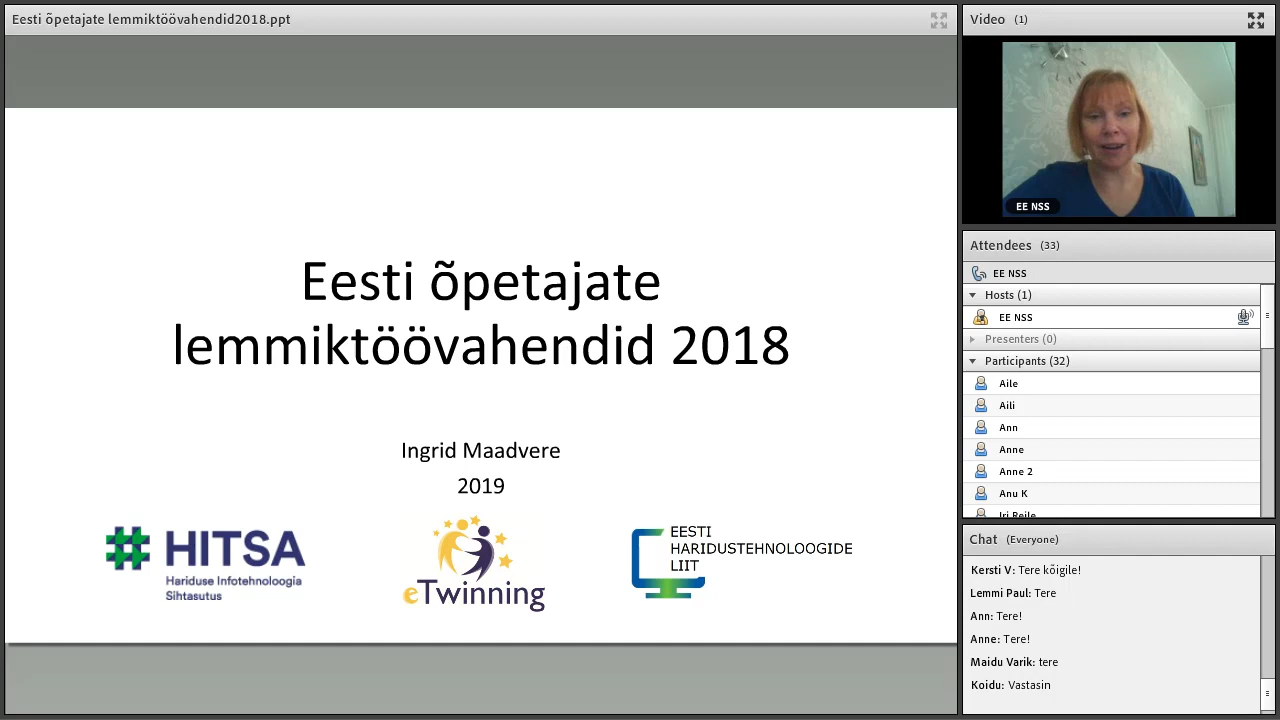 Eesti õpetajate lemmiktöövahendid2018.ppt
Eesti õpetajate
lemmiktöövahendid 2018
Ingrid Maadvere
2019
HITSA
Hariduse Infotehnoloogia
Sihtasutus
eTwinning
EESTI
HARIDUSTEHNOLOOGIDE
LIIT
Video (1)
EE NSS
Attendees (33)
EE NSS
Hosts (1)
EE NSS
Presenters (0)
Participants (32)
Aile
Aili
Ann
Anne
Anne 2
Anu K
Iri Reile
Chat (Everyone)
Kersti V: Tere kõigile!
Lemmi Paul: Tere
Ann: Tere!
Anne: Tere!
Maidu Varik: tere
Koidu: Vastasin